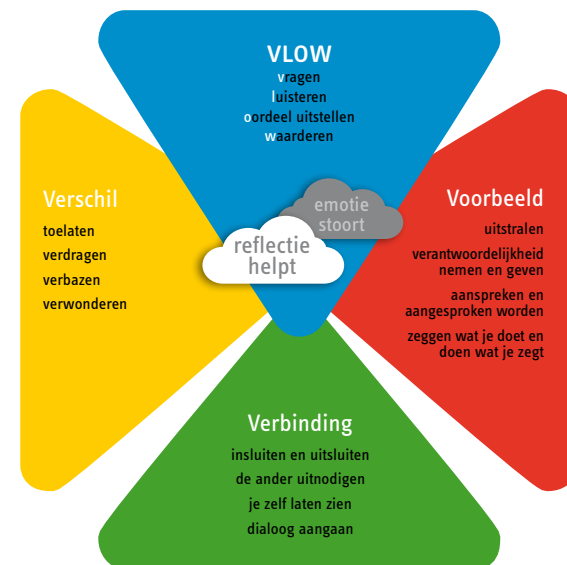 VLOW
vragen
luisteren
oordeel uitstellen
waarderen
emotie
stoort
reflectie
helpt
Verschil
toelaten
verdragen
verbazen
verwonderen
Voorbeeld
uitstralen
verantwoordelijkheid
nemen en geven
aanspreken en
aangesproken worden
zeggen wat je doet en
doen wat je zegt
Verbinding
insluiten en uitsluiten
de ander uitnodigen
je zelf laten zien
dialoog aangaan